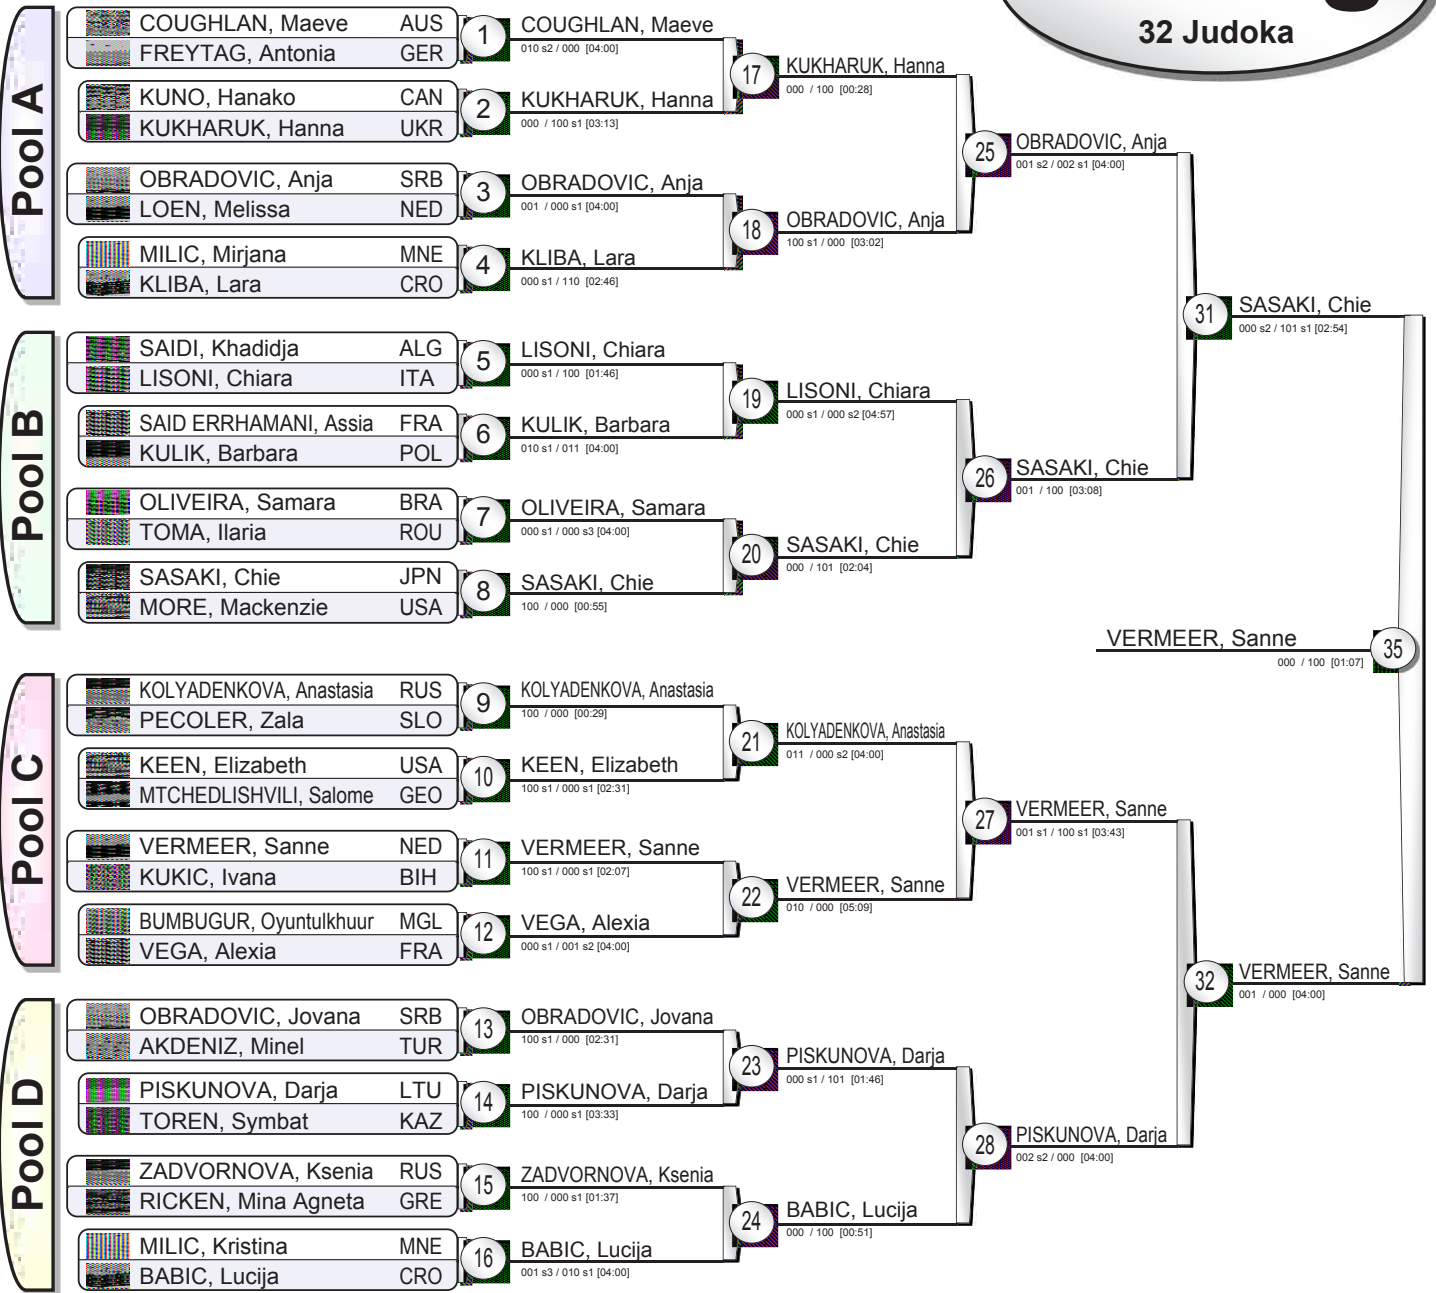 32 Judoka
Pool A
COUGHLAN, Maeve AUS
FREYTAG, Antonia GER
1
COUGHLAN, Maeve
010 s2 / 000 [04:00]
KUNO, Hanako CAN
KUKHARUK, Hanna UKR
2
KUKHARUK, Hanna
000 / 100 s1 [03:13]
OBRADOVIC, Anja SRB
LOEN, Melissa NED
3
OBRADOVIC, Anja
001 / 000 s1 [04:00]
MILIC, Mirjana MNE
KLIBA, Lara CRO
4
KLIBA, Lara
000 s1 / 110 [02:46]
17
KUKHARUK, Hanna
000 / 100 [00:28]
18
OBRADOVIC, Anja
100 s1 / 000 [03:02]
25
OBRADOVIC, Anja
001 s2 / 002 s1 [04:00]
Pool B
SAIDI, Khadidja ALG
LISONI, Chiara ITA
5
LISONI, Chiara
000 s1 / 100 [01:46]
SAID ERRHAMANI, Assia FRA
KULIK, Barbara POL
6
KULIK, Barbara
010 s1 / 011 [04:00]
OLIVEIRA, Samara BRA
TOMA, Ilaria ROU
7
OLIVEIRA, Samara
000 s1 / 000 s3 [04:00]
SASAKI, Chie JPN
MORE, Mackenzie USA
8
SASAKI, Chie
100 / 000 [00:55]
19
LISONI, Chiara
000 s1 / 000 s2 [04:57]
20
SASAKI, Chie
000 / 101 [02:04]
26
SASAKI, Chie
001 / 100 [03:08]
31
SASAKI, Chie
000 s2 / 101 s1 [02:54]
VERMEER, Sanne
000 / 100 [01:07]
35
Pool C
KOLYADENKOVA, Anastasia RUS
PECOLER, Zala SLO
9
KOLYADENKOVA, Anastasia
100 / 000 [00:29]
KEEN, Elizabeth USA
MTCHEDLISHVILI, Salome GEO
10
KEEN, Elizabeth
100 s1 / 000 s1 [02:31]
VERMEER, Sanne NED
KUKIC, Ivana BIH
11
VERMEER, Sanne
100 s1 / 000 s1 [02:07]
BUMBUGUR, Oyuntulkhuur MGL
VEGA, Alexia FRA
12
VEGA, Alexia
000 s1 / 001 s2 [04:00]
21
KOLYADENKOVA, Anastasia
011 / 000 s2 [04:00]
22
VERMEER, Sanne
010 / 000 [05:09]
27
VERMEER, Sanne
001 s1 / 100 s1 [03:43]
32
VERMEER, Sanne
001 / 000 [04:00]
Pool D
OBRADOVIC, Jovana SRB
AKDENIZ, Minel TUR
13
OBRADOVIC, Jovana
100 s1 / 000 [02:31]
PISKUNOVA, Darja LTU
TOREN, Symbat KAZ
14
PISKUNOVA, Darja
100 / 000 s1 [03:33]
ZADVORNOVA, Ksenia RUS
RICKEN, Mina Agneta GRE
15
ZADVORNOVA, Ksenia
100 / 000 s1 [01:37]
MILIC, Kristina MNE
BABIC, Lucija CRO
16
BABIC, Lucija
001 s3 / 010 s1 [04:00]
23
PISKUNOVA, Darja
000 s1 / 101 [01:46]
24
BABIC, Lucija
000 / 100 [00:51]
28
PISKUNOVA, Darja
002 s2 / 000 [04:00]